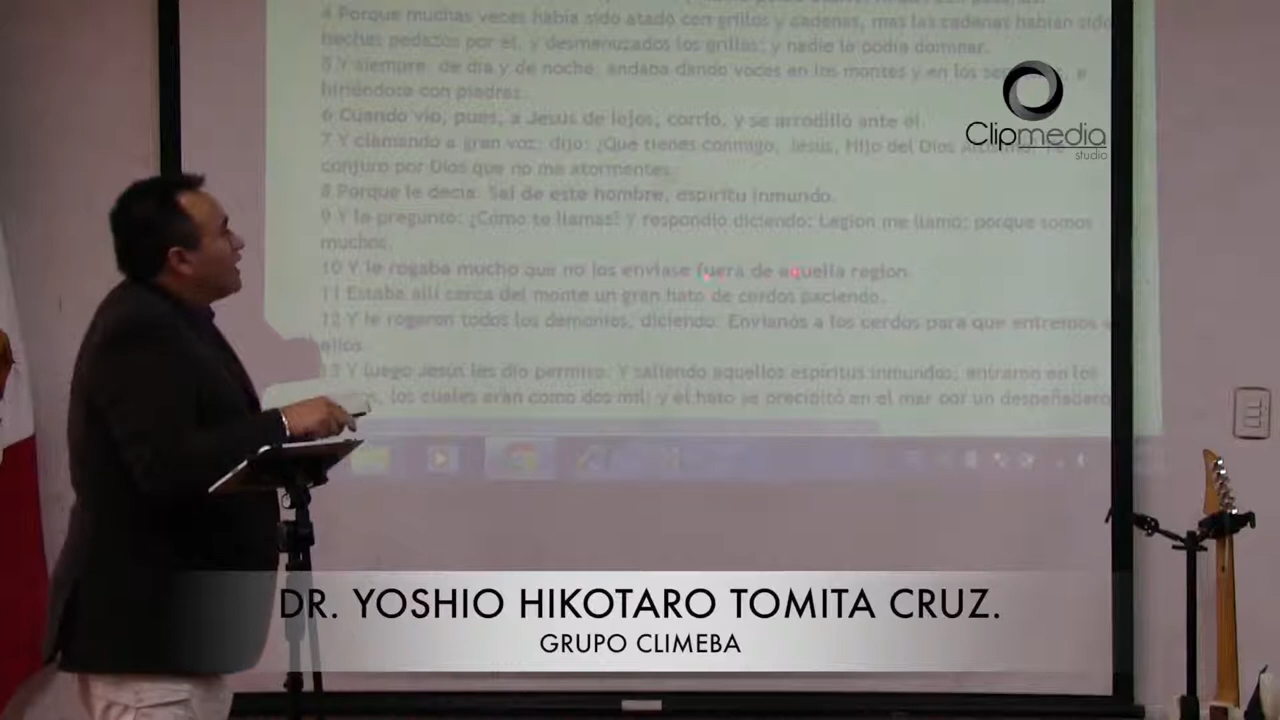 4 Porque muchas veces había sido atado con grillos y cadenas, mas las cadenas habían sido
hechas pedazos por él, y desmenuzados los grillos; y nadie le podía dominar.
5 Y siempre, de día y de noche, andaba dando voces en los montes y en los e
hiriéndose con piedras.
6 Cuando vio, pues, a Jesús de lejos, corrió, y se arrodilló ante él.
7 Y clamando a gran voz, dijo: ¿Qué tienes conmigo, Jesús, Hijo del Dios
conjuro por Dios que no me atormentes.
8 Porque le decía: Sal de este hombre, espíritu inmundo.
9 Y le preguntó: ¿Cómo te llamas? Y respondió diciendo: Legión me llamo; porque somos
muchos.
10 Y le rogaba mucho que no los enviase fuera de aquella región.
11 Estaba allí cerca del monte un gran hato de cerdos paciendo.
12 Y le rogaron todos los demonios, diciendo: Envíanos a los cerdos para que entremos
ellos.
13 Y luego Jesús les dio permiso. Y saliendo aquellos espíritus inmundos, entraron en los
los cuales eran como dos mil; y el hato se precipitó en el mar por un despeñadero
Clipmedia
studio
DR. YOSHIO HIKOTARO TOMITA CRUZ.
GRUPO CLIMEBA